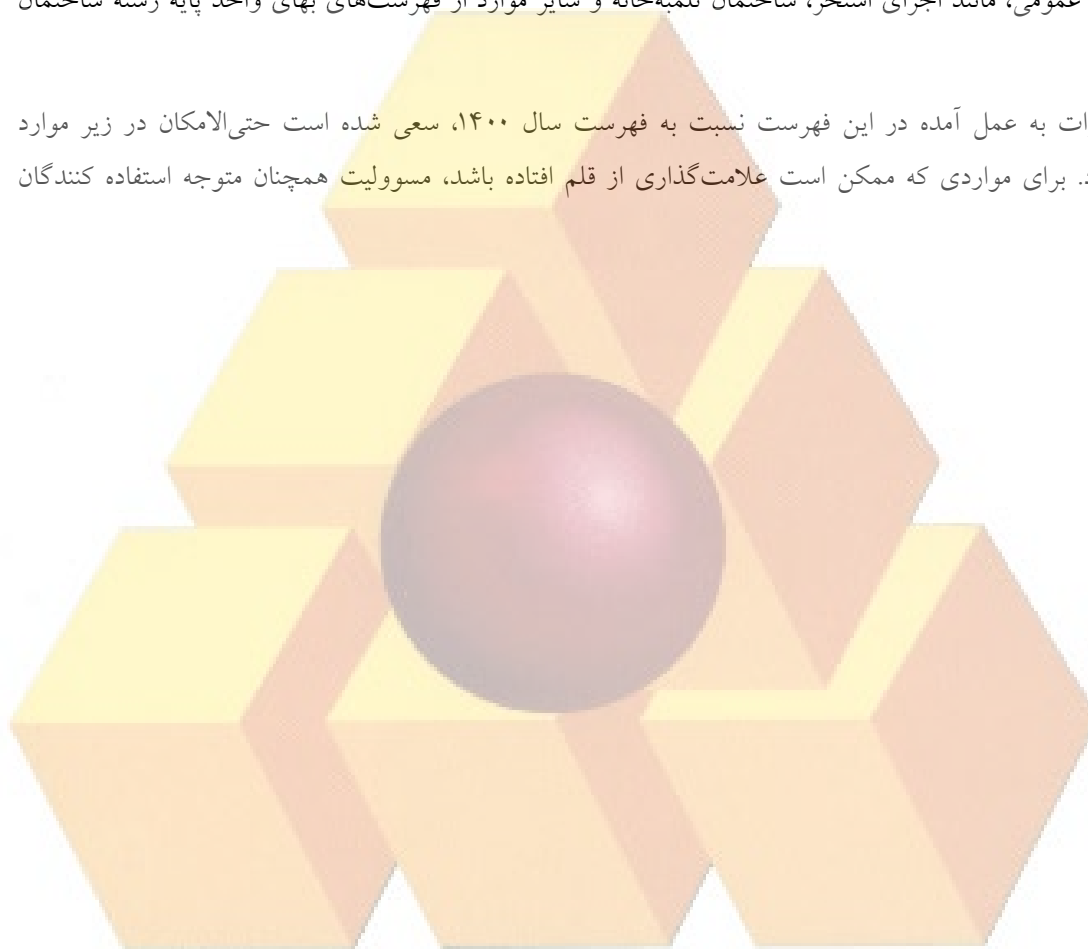 عمومی، مانند اجرای استخر، ساختمان تلمبه‌خانه و سایر موارد از فهرست‌های بهای واحد پایه رسته ساختمان
ات به عمل آمده در این فهرست نسبت به فهرست سال ۱۴۰۰، سعی شده است حتی‌الامکان در زیر موارد
د. برای مواردی که ممکن است علامت‌گذاری از قلم افتاده باشد، مسوولیت همچنان متوجه استفاده کنندگان